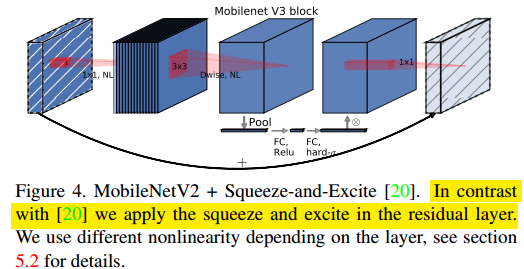 Mobilenet V3 block
1x1, NL
3x3
Dwise, NL
1x1
Pool
⊗
FC,
Relu
FC,
hard-σ
+
Figure 4. MobileNetV2 + Squeeze-and-Excite [20]. In contrast
with [20] we apply the squeeze and excite in the residual layer.
We use different nonlinearity depending on the layer, see section
5.2 for details.